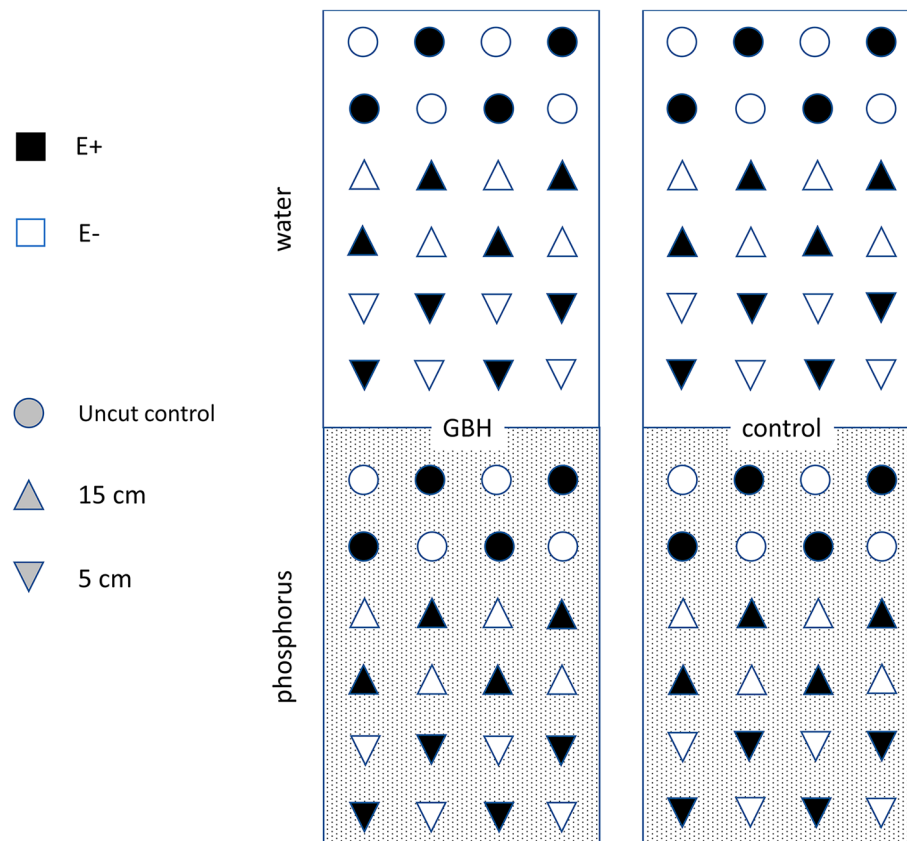 E+
E-
Uncut control
15 cm
5 cm
water
phosphorus
GBH
control